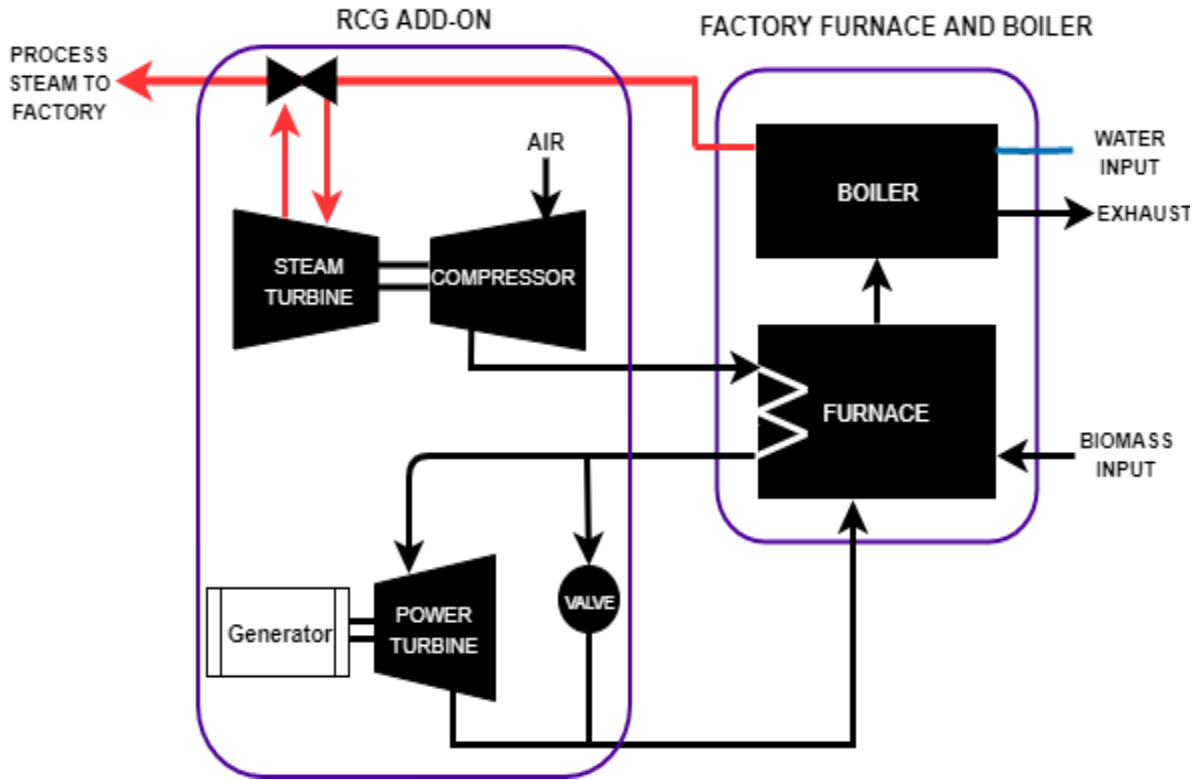 RCG ADD-ON
FACTORY FURNACE AND BOILER
PROCESS
STEAM TO
FACTORY
AIR
BOILER
WATER
INPUT
EXHAUST
STEAM
TURBINE
COMPRESSOR
FURNACE
BIOMASS
INPUT
Generator
POWER
TURBINE
VALVE